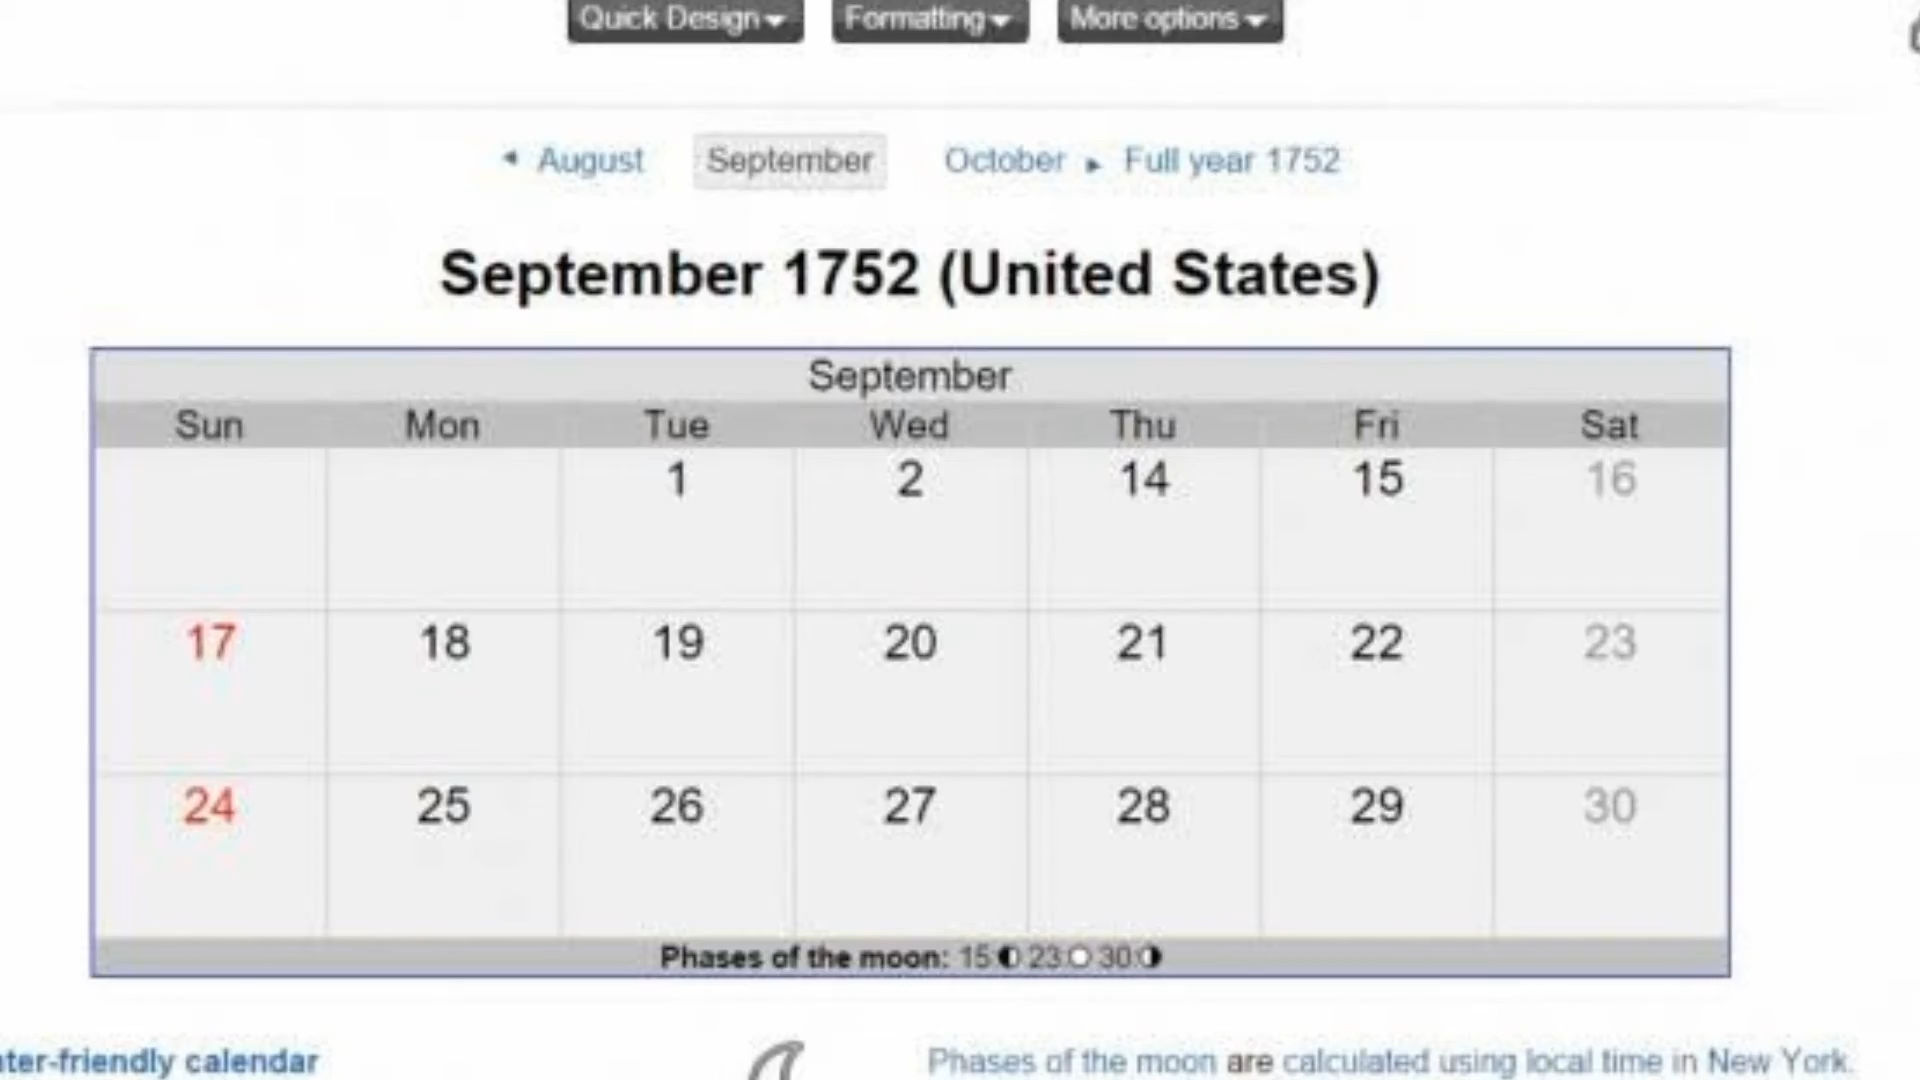 Quick Design Formatting More options
August September October Full year 1752
September 1752 (United States)
September
Sun Mon Tue Wed Thu Fri Sat
1 2 14 15 16
17 18 19 20 21 22 23
24 25 26 27 28 29 30
Phases of the moon: 15 23 30
nter-friendly calendar
Phases of the moon are calculated using local time in New York.